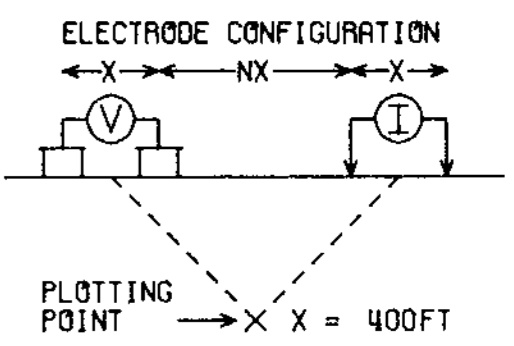 ELECTRODE CONFIGURATION
X NX X
V I
PLOTTING
POINT X X = 400FT